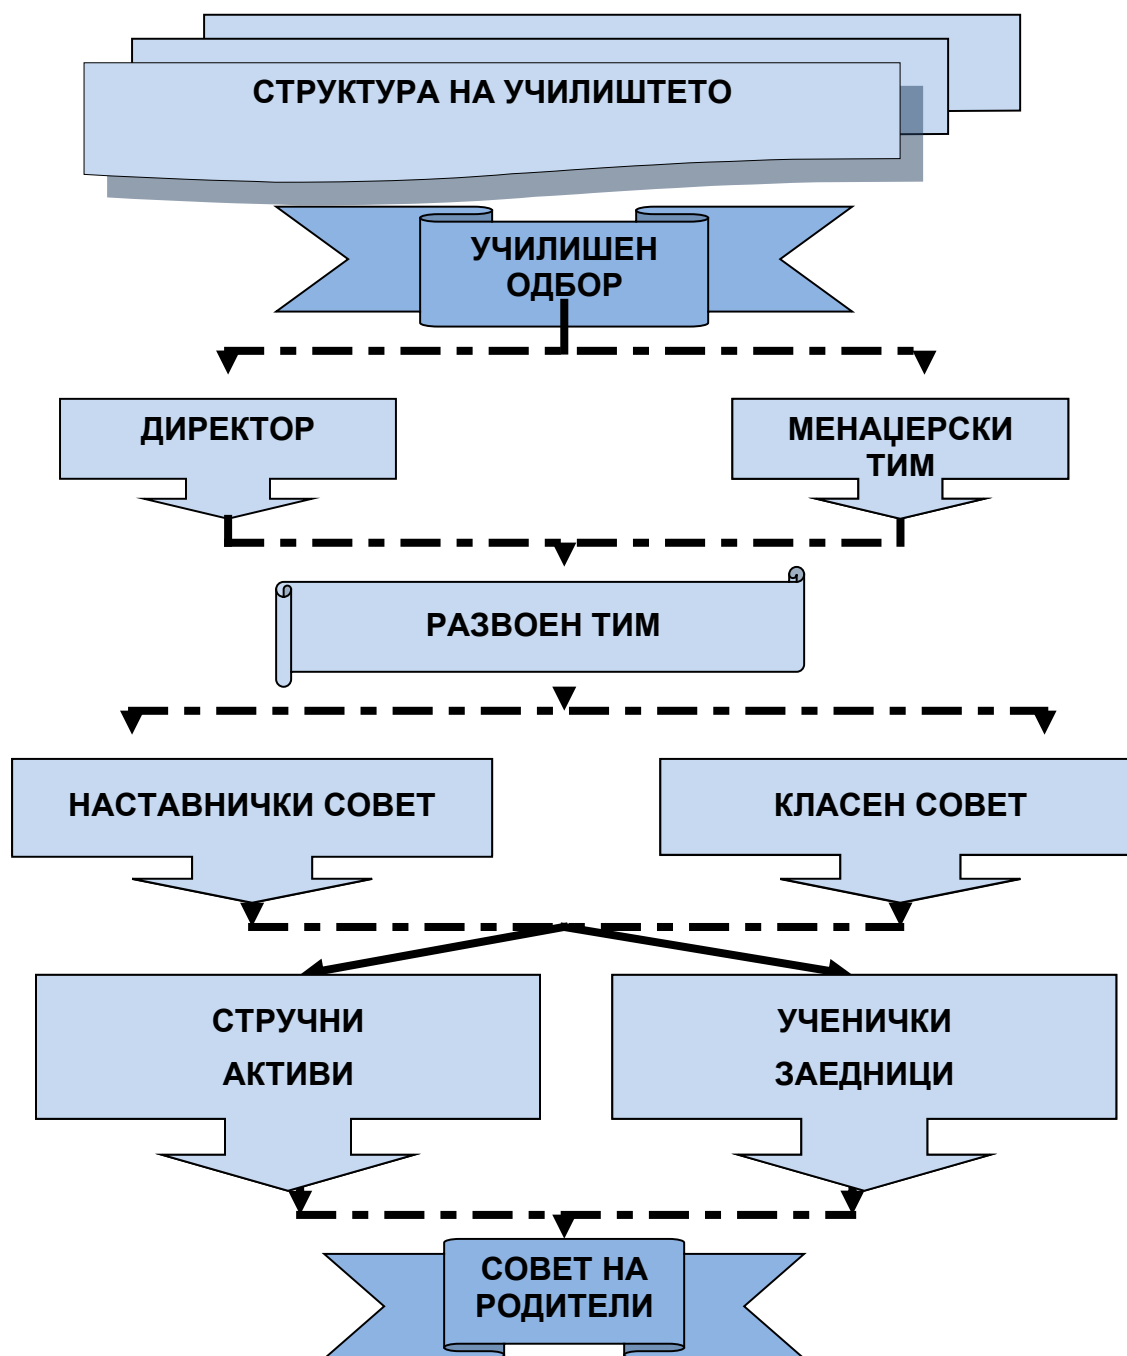 СТРУКТУРА НА УЧИЛИШТЕТО
УЧИЛИШЕН
ОДБОР
ДИРЕКТОР
МЕНАЏЕРСКИ
ТИМ
РАЗВОЕН ТИМ
НАСТАВНИЧКИ СОВЕТ
КЛАСЕН СОВЕТ
СТРУЧНИ
АКТИВИ
УЧЕНИЧКИ
ЗАЕДНИЦИ
СОВЕТ НА
РОДИТЕЛИ